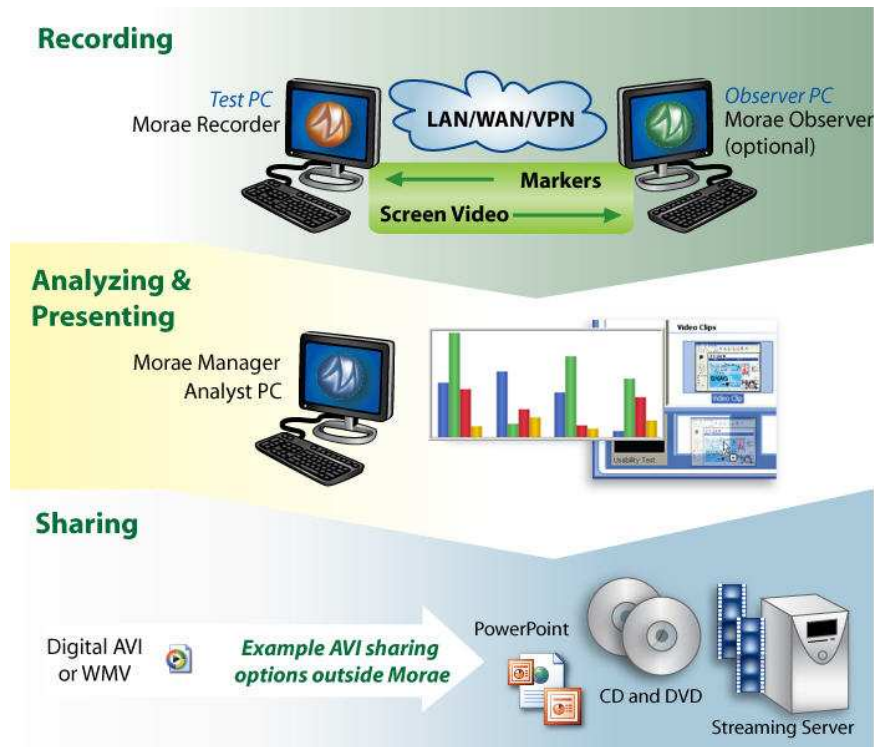 Recording
Test PC
Morae Recorder
LAN/WAN/VPN
Observer PC
Morae Observer
(optional)
Markers
Screen Video
Analyzing &
Presenting
Morae Manager
Analyst PC
Video Clips
Video Clip
Usability Test
Sharing
Digital AVI
or WMV
Example AVI sharing
options outside Morae
PowerPoint
CD and DVD
Streaming Server